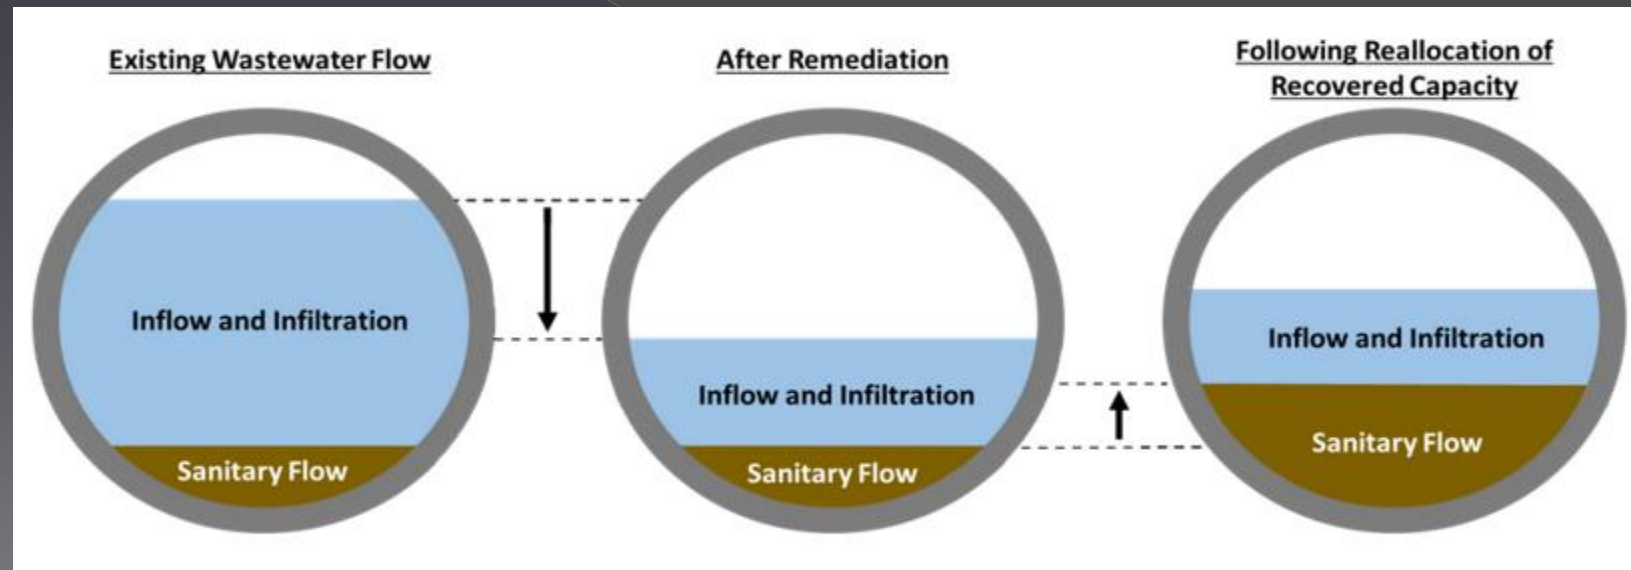 Existing Wastewater Flow
After Remediation
Following Reallocation of
Recovered Capacity
Inflow and Infiltration
Sanitary Flow
Inflow and Infiltration
Sanitary Flow
Inflow and Infiltration
Sanitary Flow